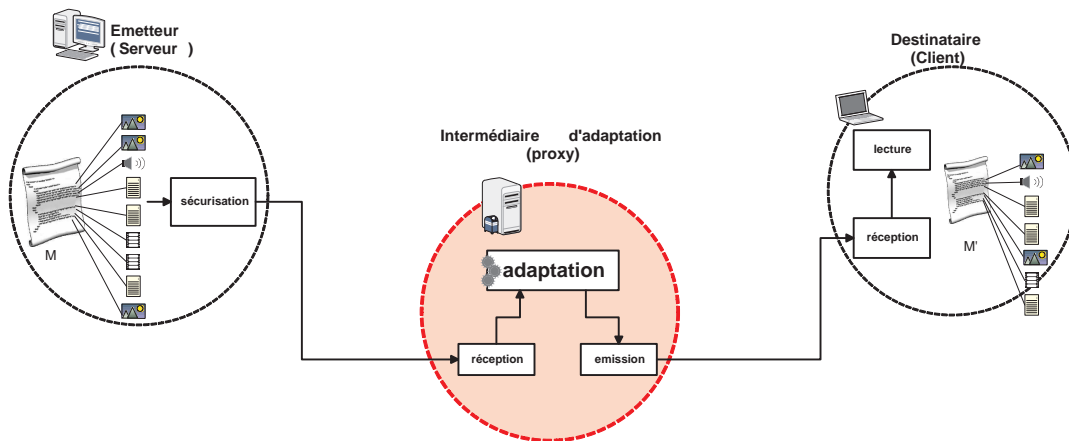 Emetteur
( Serveur )
M
sécurisation
Intermédiaire d'adaptation
(proxy)
adaptation
réception
emission
Destinataire
(Client)
lecture
réception
M'